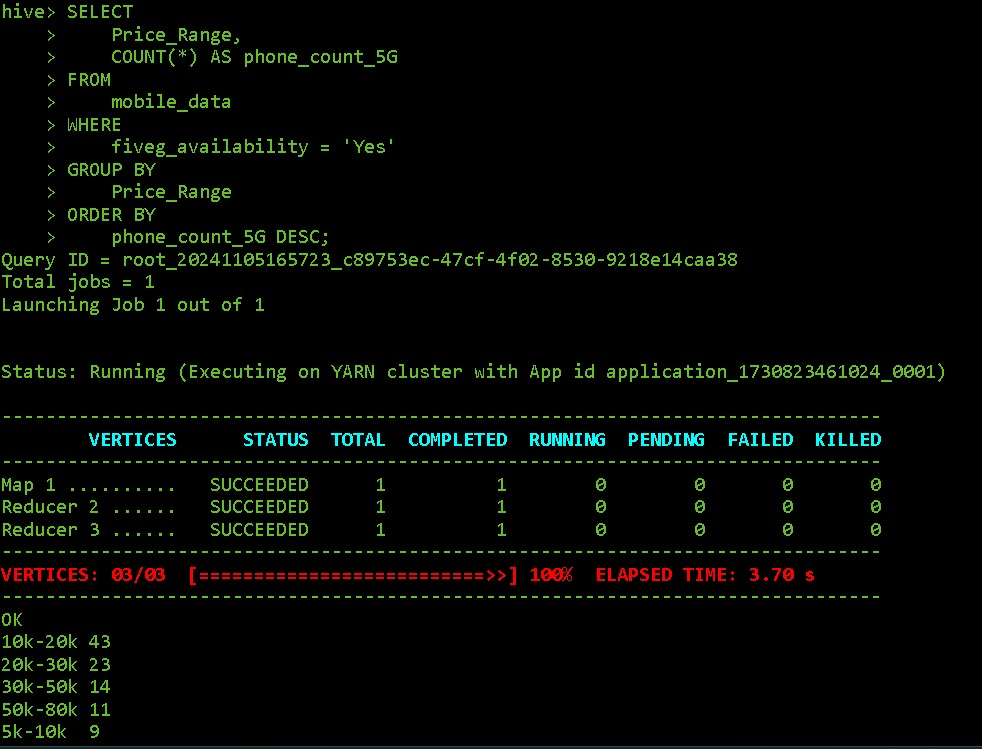 hive> SELECT
    >     Price_Range,
    >     COUNT(*) AS phone_count_5G
    > FROM
    >     mobile_data
    > WHERE
    >     fiveg_availability = 'Yes'
    > GROUP BY
    >     Price_Range
    > ORDER BY
    >     phone_count_5G DESC;
Query ID = root_20241105165723_c89753ec-47cf-4f02-8530-9218e14caa38
Total jobs = 1
Launching Job 1 out of 1
Status: Running (Executing on YARN cluster with App id application_1730823461024_0001)
--------------------------------------------------------------------------------
        VERTICES      STATUS  TOTAL  COMPLETED  RUNNING  PENDING  FAILED  KILLED
--------------------------------------------------------------------------------
Map 1 ..........   SUCCEEDED      1          1        0        0       0       0
Reducer 2 ......   SUCCEEDED      1          1        0        0       0       0
Reducer 3 ......   SUCCEEDED      1          1        0        0       0       0
--------------------------------------------------------------------------------
VERTICES: 03/03  [==========================>>] 100%  ELAPSED TIME: 3.70 s
--------------------------------------------------------------------------------
OK
10k-20k 43
20k-30k 23
30k-50k 14
50k-80k 11
5k-10k  9